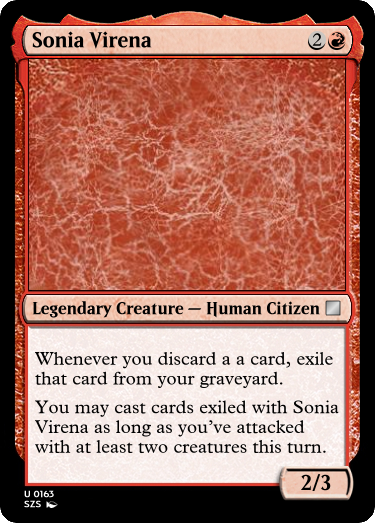 Sonia Virena 2
Legendary Creature — Human Citizen
Whenever you discard a a card, exile
that card from your graveyard.
You may cast cards exiled with Sonia
Virena as long as you've attacked
with at least two creatures this turn.
2/3
U 0163
SZS